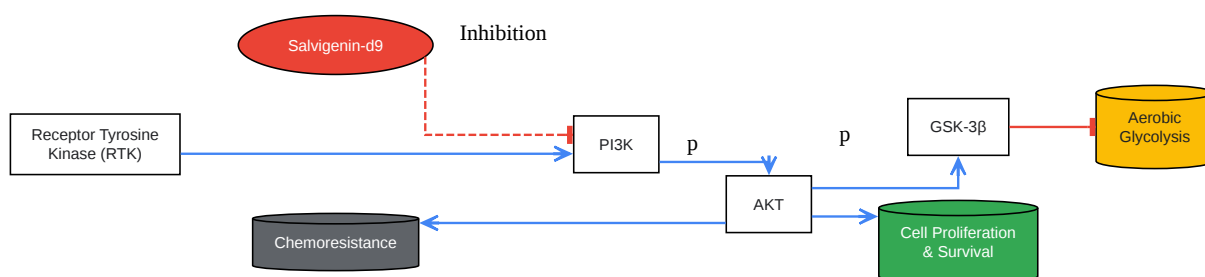 Salvigenin-d9
Inhibition
Receptor Tyrosine
Kinase (RTK)
PI3K
p
p
GSK-3β
Aerobic
Glycolysis
AKT
Chemoresistance
Cell Proliferation
& Survival